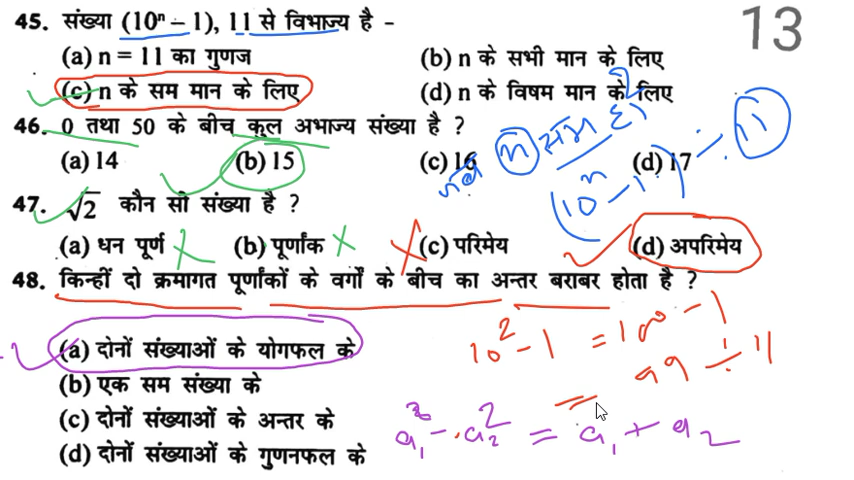 13
45. संख्या (10ⁿ – 1), 11 से विभाज्य है –
(a) n = 11 का गुणज (b) n के सभी मान के लिए
(c) n के सम मान के लिए (d) n के विषम मान के लिए
46. 0 तथा 50 के बीच कुल अभाज्य संख्या है ?
(a) 14 (b) 15 (c) 16 (d) 17
जब n सम हो
(10ⁿ – 1) ÷ 11
47. √2 कौन सी संख्या है ?
(a) धन पूर्ण (b) पूर्णांक (c) परिमेय (d) अपरिमेय
48. किन्हीं दो क्रमागत पूर्णांकों के वर्गों के बीच का अन्तर बराबर होता है ?
(a) दोनों संख्याओं के योगफल के
(b) एक सम संख्या के
(c) दोनों संख्याओं के अन्तर के
(d) दोनों संख्याओं के गुणनफल के
10² – 1 = 100 – 1
99 ÷ 11
a₁² – a₂² = a₁ + a₂